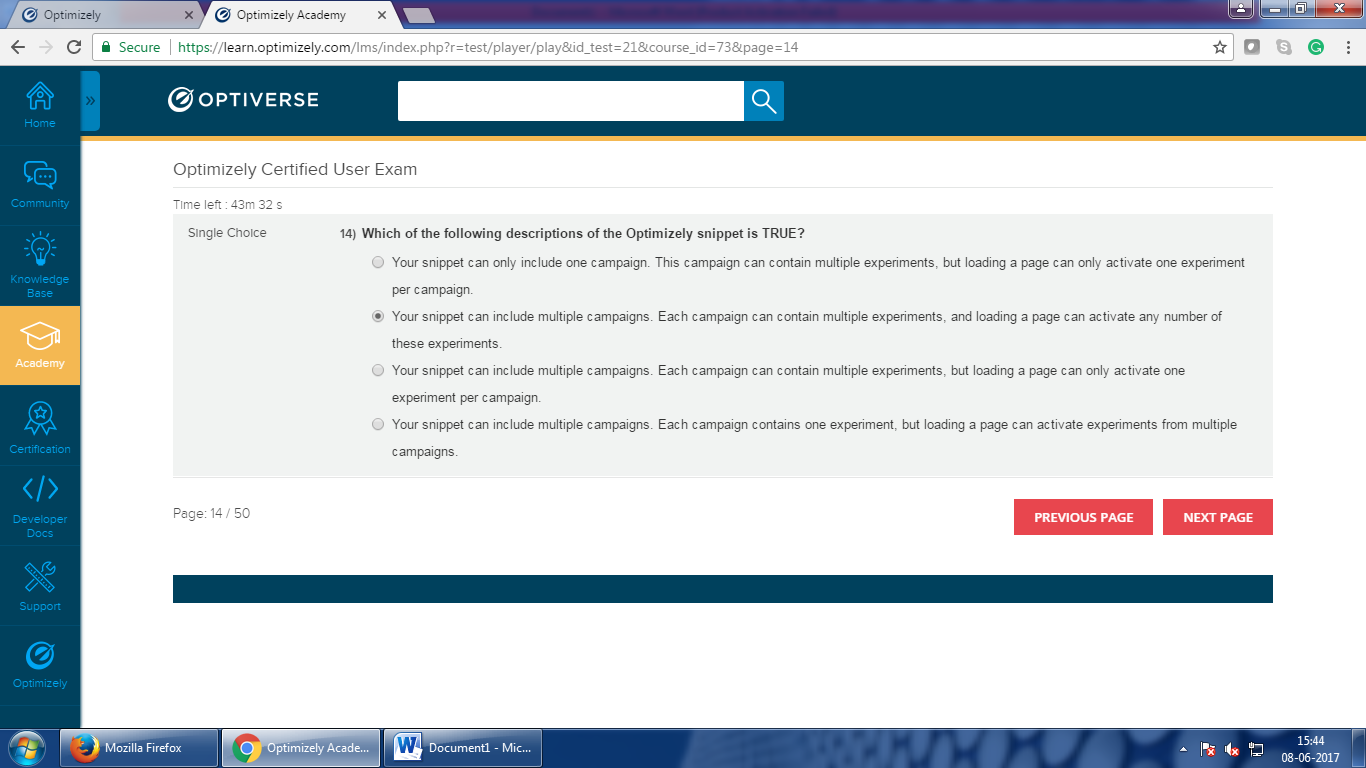 Optimizely
Optimizely Academy
Secure
https://learn.optimizely.com/lms/index.php?r=test/player/play&id_test=21&course_id=73&page=14
Home
Community
Knowledge
Base
Academy
Certification
Developer
Docs
Support
Optimizely
»
OPTIVERSE
Optimizely Certified User Exam
Time left : 43m 32 s
Single Choice
14) Which of the following descriptions of the Optimizely snippet is TRUE?
Your snippet can only include one campaign. This campaign can contain multiple experiments, but loading a page can only activate one experiment
per campaign.
Your snippet can include multiple campaigns. Each campaign can contain multiple experiments, and loading a page can activate any number of
these experiments.
Your snippet can include multiple campaigns. Each campaign can contain multiple experiments, but loading a page can only activate one
experiment per campaign.
Your snippet can include multiple campaigns. Each campaign contains one experiment, but loading a page can activate experiments from multiple
campaigns.
Page: 14 / 50
PREVIOUS PAGE
NEXT PAGE
Mozilla Firefox
Optimizely Acade...
Document1 - Mic...
15:44
08-06-2017